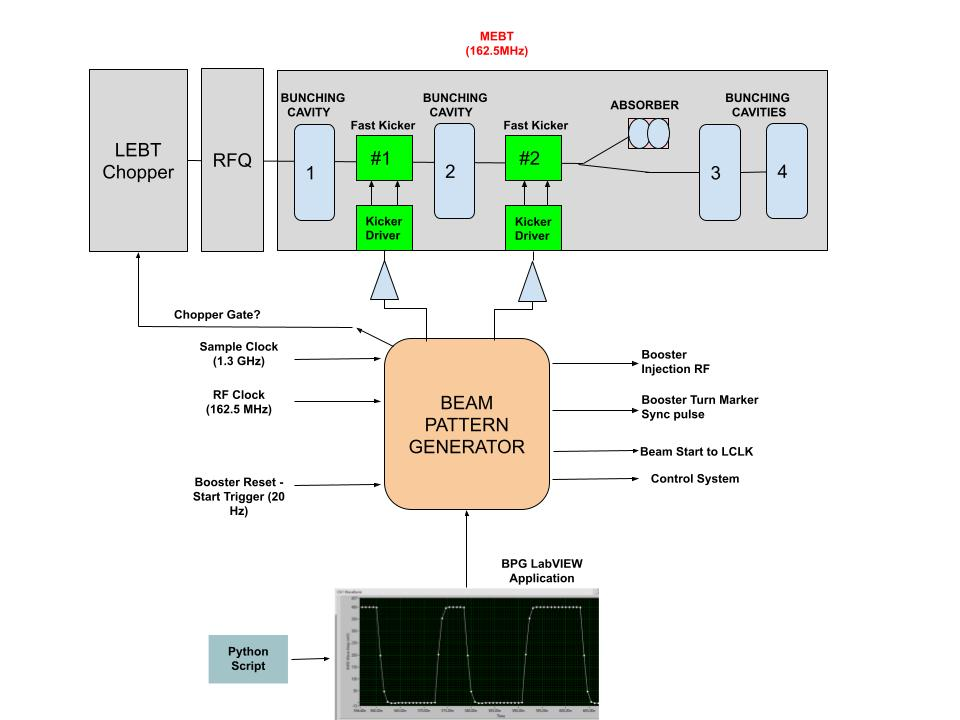 MEBT
(162.5MHz)
LEBT
Chopper
RFQ
BUNCHING
CAVITY
1
Fast Kicker
#1
Kicker
Driver
BUNCHING
CAVITY
2
Fast Kicker
#2
Kicker
Driver
ABSORBER
BUNCHING
CAVITIES
3
4
Chopper Gate?
Sample Clock
(1.3 GHz)
RF Clock
(162.5 MHz)
Booster Reset -
Start Trigger (20
Hz)
BEAM
PATTERN
GENERATOR
Booster
Injection RF
Booster Turn Marker
Sync pulse
Beam Start to LCLK
Control System
BPG LabVIEW
Application
Python
Script
Time